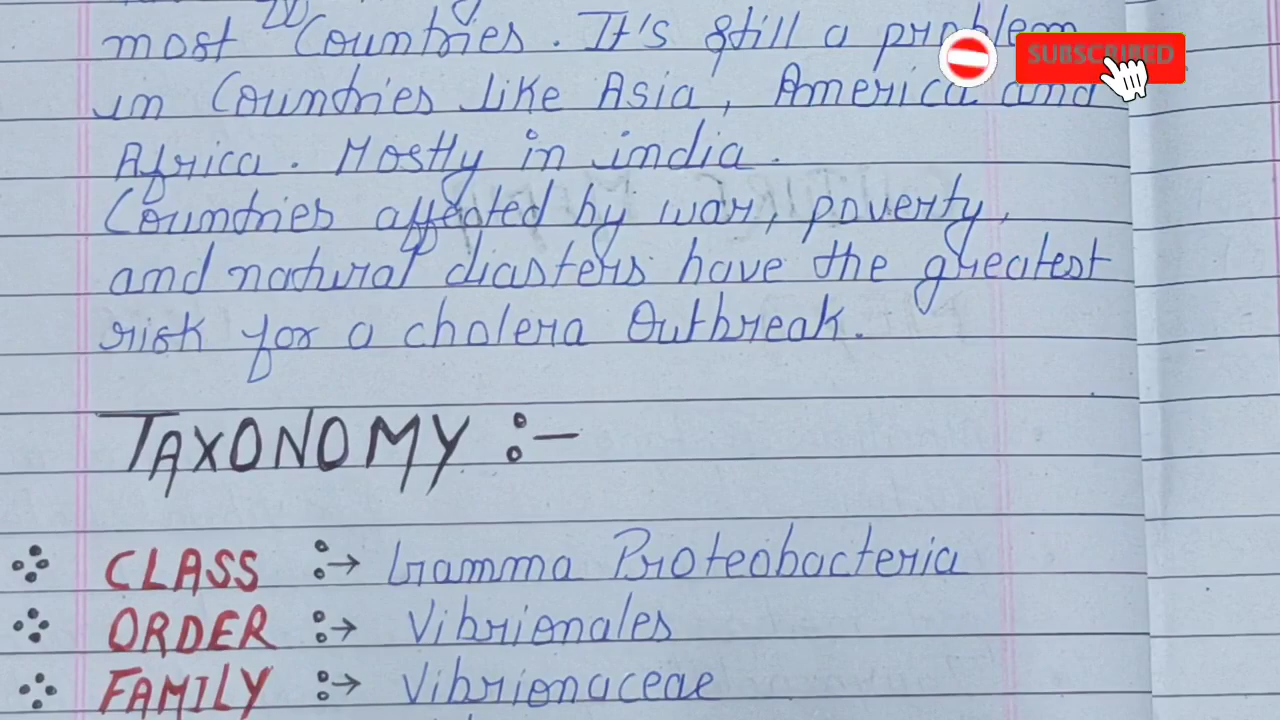 most Countries. It's still a problem
SUBSCRIBED
in Countries like Asia, America and
Africa. Mostly in india.
Countries affected by war, poverty,
and natural diasters have the greatest
risk for a cholera Outbreak.
TAXONOMY :-
CLASS :→ Gamma Proteobacteria
ORDER :→ Vibrionales
FAMILY :→ Vibrionaceae